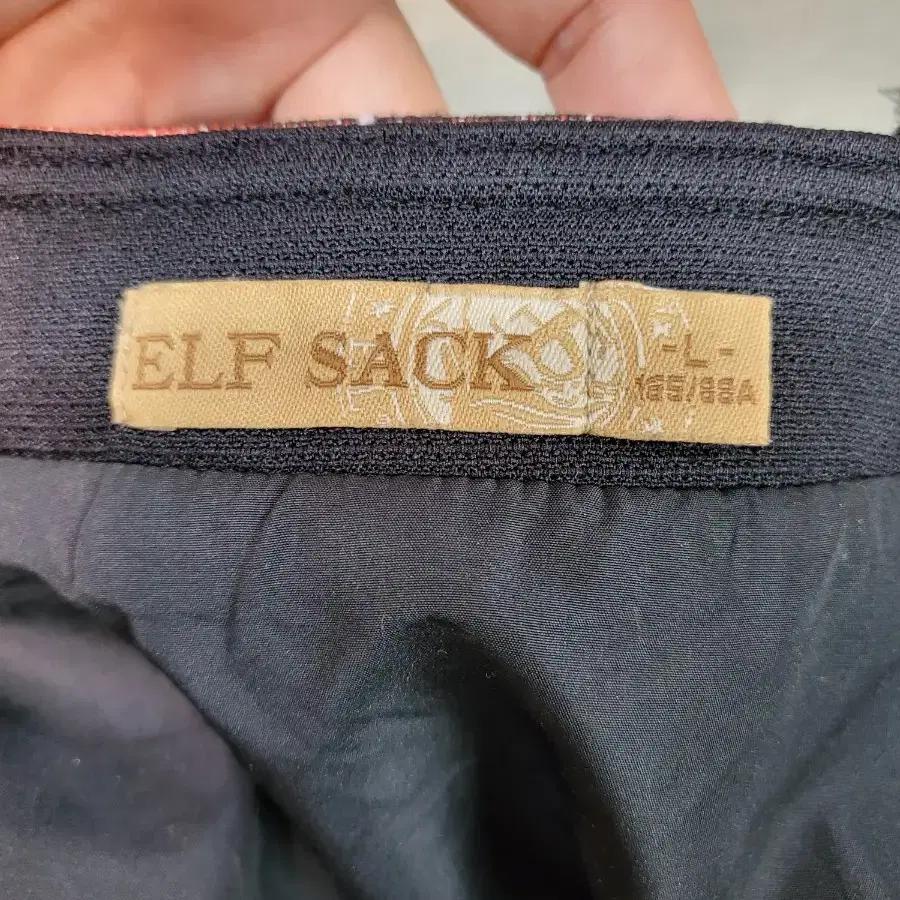 ELF SACK
-L-
165/88A